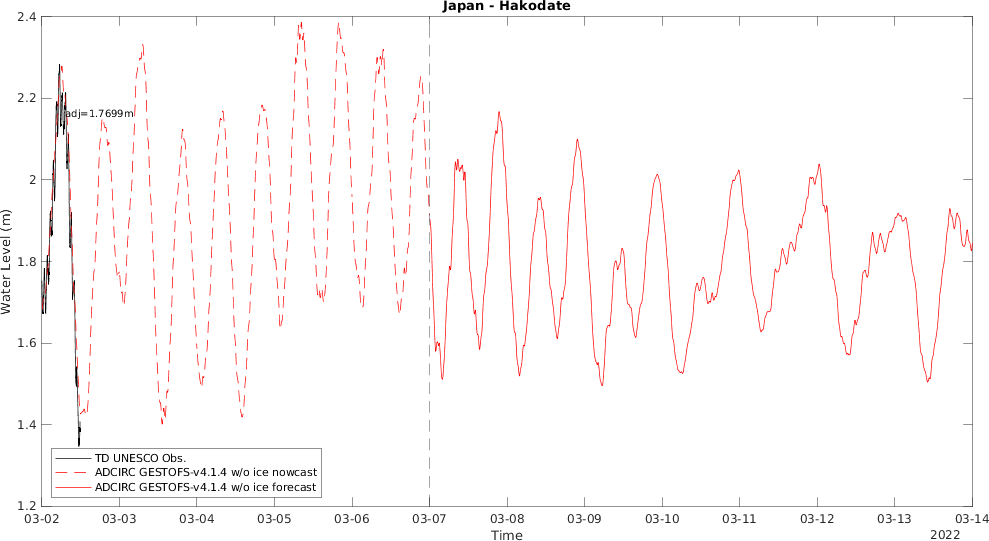 Japan - Hakodate
2.4
2.2
2
1.8
1.6
1.4
1.2
Water Level (m)
adj=1.7699m
TD UNESCO Obs.
ADCIRC GESTOFS-v4.1.4 w/o ice nowcast
ADCIRC GESTOFS-v4.1.4 w/o ice forecast
03-02 03-03 03-04 03-05 03-06 03-07 03-08 03-09 03-10 03-11 03-12 03-13 03-14
Time
2022